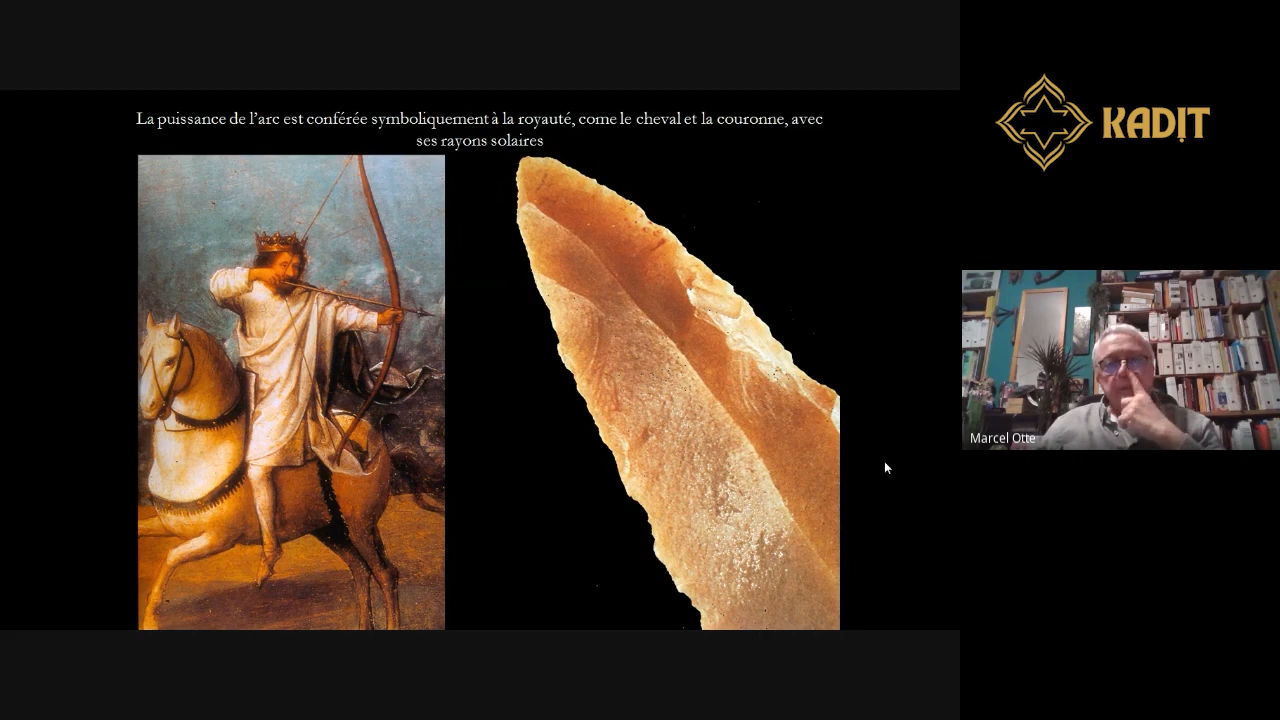 La puissance de l'arc est conférée symboliquement à la royauté, come le cheval et la couronne, avec
ses rayons solaires
KADIT
Marcel Otte